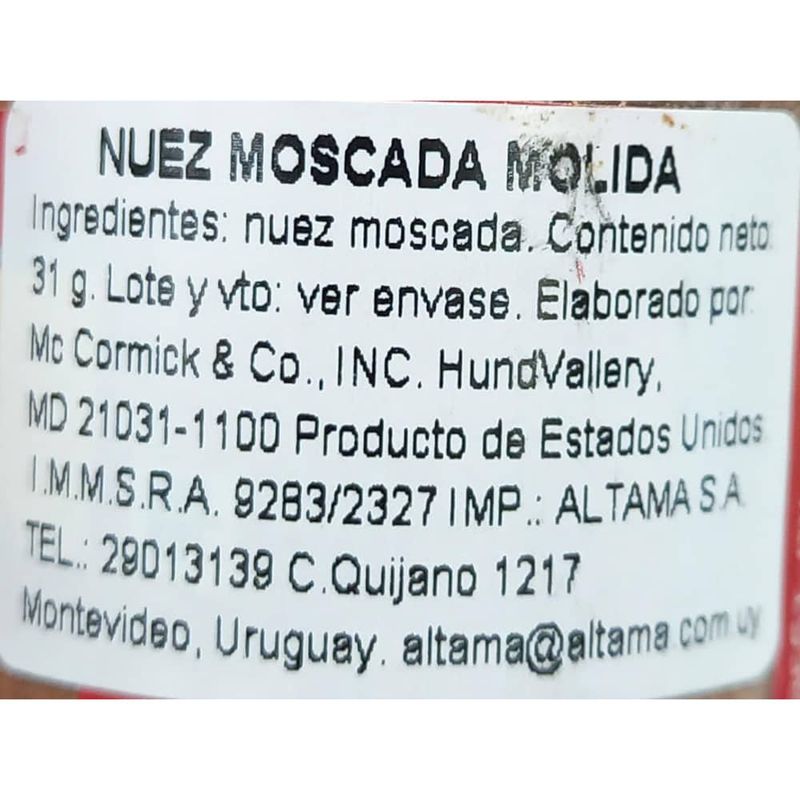 NUEZ MOSCADA MOLIDA
Ingredientes: nuez moscada. Contenido neto:
31 g. Lote y vto: ver envase. Elaborado por:
Mc Cormick & Co., INC. HundVallery,
MD 21031-1100 Producto de Estados Unidos
I.M.M.S.R.A. 9283/2327 IMP.: ALTAMA S.A.
TEL.: 29013139 C.Quijano 1217
Montevideo, Uruguay. altama@altama.com.uy